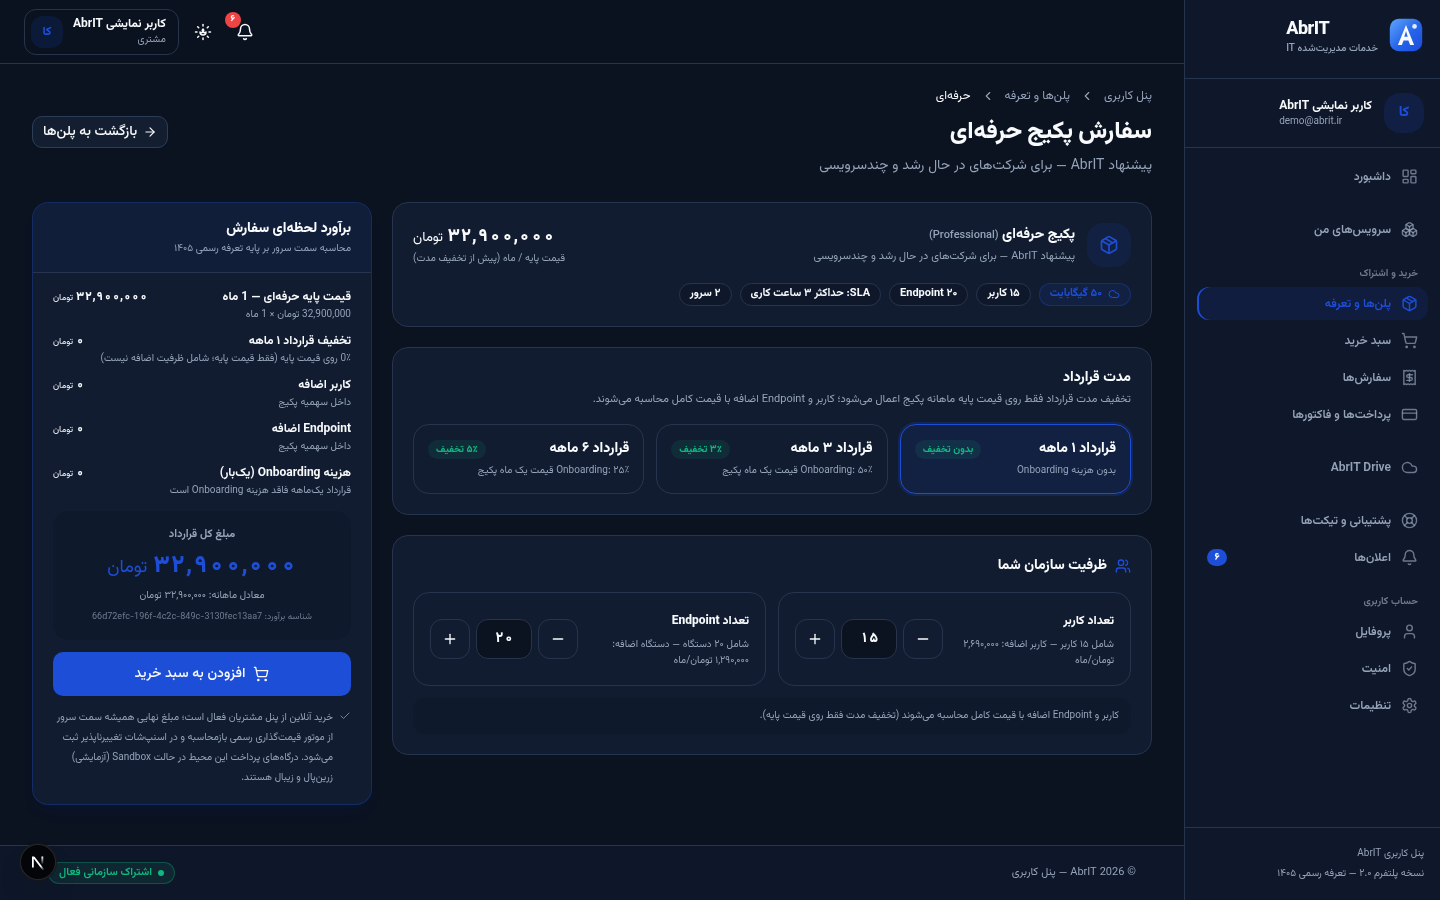 AbrIT
خدمات مدیریت‌شده IT
کا
کاربر نمایشی AbrIT
demo@abrit.ir
داشبورد
سرویس‌های من
خرید و اشتراک
پلن‌ها و تعرفه
سبد خرید
سفارش‌ها
پرداخت‌ها و فاکتورها
AbrIT Drive
پشتیبانی و تیکت‌ها
اعلان‌ها
۶
حساب کاربری
پروفایل
امنیت
تنظیمات
پنل کاربری AbrIT
نسخه پلتفرم ۲.۰ — تعرفه رسمی ۱۴۰۵
۶
کاربر نمایشی AbrIT
مشتری
کا
پنل کاربری
پلن‌ها و تعرفه
حرفه‌ای
سفارش پکیج حرفه‌ای
پیشنهاد AbrIT — برای شرکت‌های در حال رشد و چندسرویسی
بازگشت به پلن‌ها
پکیج حرفه‌ای (Professional)
پیشنهاد AbrIT — برای شرکت‌های در حال رشد و چندسرویسی
۳۲,۹۰۰,۰۰۰ تومان
قیمت پایه / ماه (پیش از تخفیف مدت)
۵۰ گیگابایت
۱۵ کاربر
۲۰ Endpoint
SLA: حداکثر ۳ ساعت کاری
۲ سرور
مدت قرارداد
تخفیف مدت قرارداد فقط روی قیمت پایه ماهانه پکیج اعمال می‌شود؛ کاربر و Endpoint اضافه با قیمت کامل محاسبه می‌شوند.
قرارداد ۱ ماهه
بدون تخفیف
بدون هزینه Onboarding
قرارداد ۳ ماهه
۳٪ تخفیف
Onboarding: ۵۰٪ قیمت یک ماه پکیج
قرارداد ۶ ماهه
۵٪ تخفیف
Onboarding: ۲۵٪ قیمت یک ماه پکیج
ظرفیت سازمان شما
تعداد کاربر
شامل ۱۵ کاربر — کاربر اضافه: ۲,۶۹۰,۰۰۰
تومان/ماه
۱۵
تعداد Endpoint
شامل ۲۰ دستگاه — دستگاه اضافه:
۱,۲۹۰,۰۰۰ تومان/ماه
۲۰
کاربر و Endpoint اضافه با قیمت کامل محاسبه می‌شوند (تخفیف مدت فقط روی قیمت پایه).
برآورد لحظه‌ای سفارش
محاسبه سمت سرور بر پایه تعرفه رسمی ۱۴۰۵
قیمت پایه حرفه‌ای — 1 ماه
۳۲,۹۰۰,۰۰۰ تومان
32,900,000 تومان × 1 ماه
تخفیف قرارداد ۱ ماهه
۰ تومان
0٪ روی قیمت پایه (فقط قیمت پایه؛ شامل ظرفیت اضافه نیست)
کاربر اضافه
۰ تومان
داخل سهمیه پکیج
Endpoint اضافه
۰ تومان
داخل سهمیه پکیج
هزینه Onboarding (یک‌بار)
۰ تومان
قرارداد یک‌ماهه فاقد هزینه Onboarding است
مبلغ کل قرارداد
۳۲,۹۰۰,۰۰۰ تومان
معادل ماهانه: ۳۲,۹۰۰,۰۰۰ تومان
شناسه برآورد: 66d72efc-196f-4c2c-849c-3130fec13aa7
افزودن به سبد خرید
خرید آنلاین از پنل مشتریان فعال است؛ مبلغ نهایی همیشه سمت سرور
از موتور قیمت‌گذاری رسمی بازمحاسبه و در اسنپ‌شات تغییرناپذیر ثبت
می‌شود. درگاه‌های پرداخت این محیط در حالت Sandbox (آزمایشی)
زرین‌پال و زیبال هستند.
© 2026 AbrIT — پنل کاربری
اشتراک سازمانی فعال
N